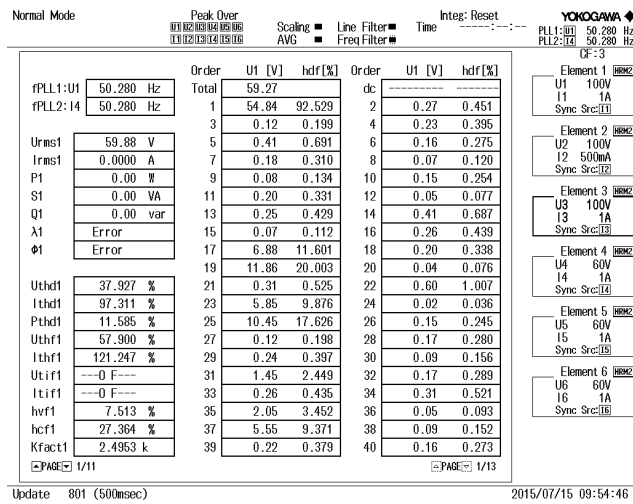 Normal Mode
Peak Over
U1 U2 U3 U4 U5 U6
I1 I2 I3 I4 I5 I6
Scaling
AVG
Line Filter
Freq Filter
Integ: Reset
Time -----:--:--
YOKOGAWA
PLL1: U1 50.280 Hz
PLL2: I4 50.280 Hz
fPLL1:U1 50.280 Hz
fPLL2:I4 50.280 Hz
Urms1 59.88 V
Irms1 0.0000 A
P1 0.00 W
S1 0.00 VA
Q1 0.00 var
λ1 Error
Φ1 Error
Uthd1 37.927 %
Ithd1 97.311 %
Pthd1 11.585 %
Uthf1 57.900 %
Ithf1 121.247 %
Utif1 ---O F---
Itif1 ---O F---
hvf1 7.513 %
hcf1 27.364 %
Kfact1 2.4953 k
PAGE 1/11
Order U1 [V] hdf[%] Order U1 [V] hdf[%]
Total 59.27 dc -------- -------
1 54.84 92.529 2 0.27 0.451
3 0.12 0.199 4 0.23 0.395
5 0.41 0.691 6 0.16 0.275
7 0.18 0.310 8 0.07 0.120
9 0.08 0.134 10 0.15 0.254
11 0.20 0.331 12 0.05 0.077
13 0.25 0.429 14 0.41 0.687
15 0.07 0.112 16 0.26 0.439
17 6.88 11.601 18 0.20 0.338
19 11.86 20.003 20 0.04 0.076
21 0.31 0.525 22 0.60 1.007
23 5.85 9.876 24 0.02 0.036
25 10.45 17.626 26 0.15 0.245
27 0.12 0.198 28 0.17 0.280
29 0.24 0.397 30 0.09 0.156
31 1.45 2.449 32 0.17 0.289
33 0.26 0.435 34 0.31 0.521
35 2.05 3.452 36 0.05 0.093
37 5.55 9.371 38 0.09 0.152
39 0.22 0.379 40 0.16 0.273
PAGE 1/13
CF:3
Element 1 HRM2
U1 100V
I1 1A
Sync Src: I1
Element 2 HRM2
U2 100V
I2 500mA
Sync Src: I2
Element 3 HRM2
U3 100V
I3 1A
Sync Src: I3
Element 4 HRM2
U4 60V
I4 1A
Sync Src: I4
Element 5 HRM2
U5 60V
I5 1A
Sync Src: I5
Element 6 HRM2
U6 60V
I6 1A
Sync Src: I6
Update 801 (500msec)
2015/07/15 09:54:46